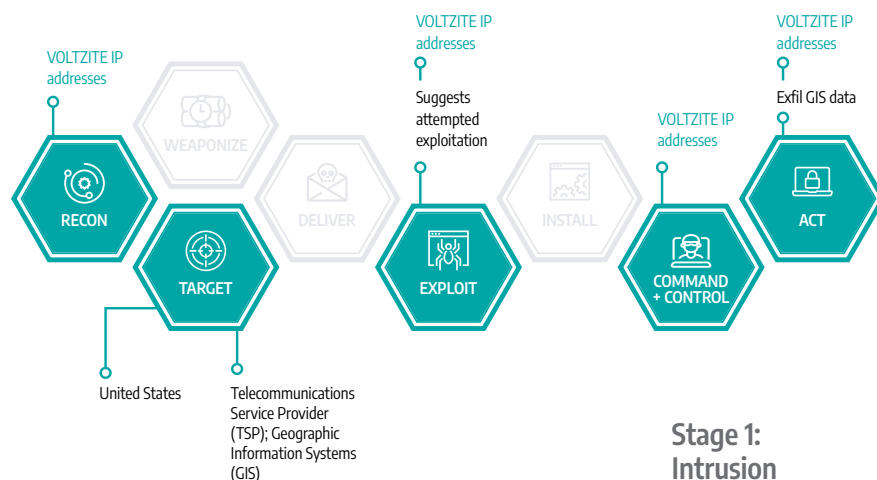 VOLTZITE IP
addresses
VOLTZITE IP
addresses
VOLTZITE IP
addresses
Suggests
attempted
exploitation
Exfil GIS data
VOLTZITE IP
addresses
WEAPONIZE
RECON
DELIVER
INSTALL
ACT
TARGET
EXPLOIT
COMMAND
+ CONTROL
United States
Telecommunications
Service Provider
(TSP); Geographic
Information Systems
(GIS)
Stage 1:
Intrusion